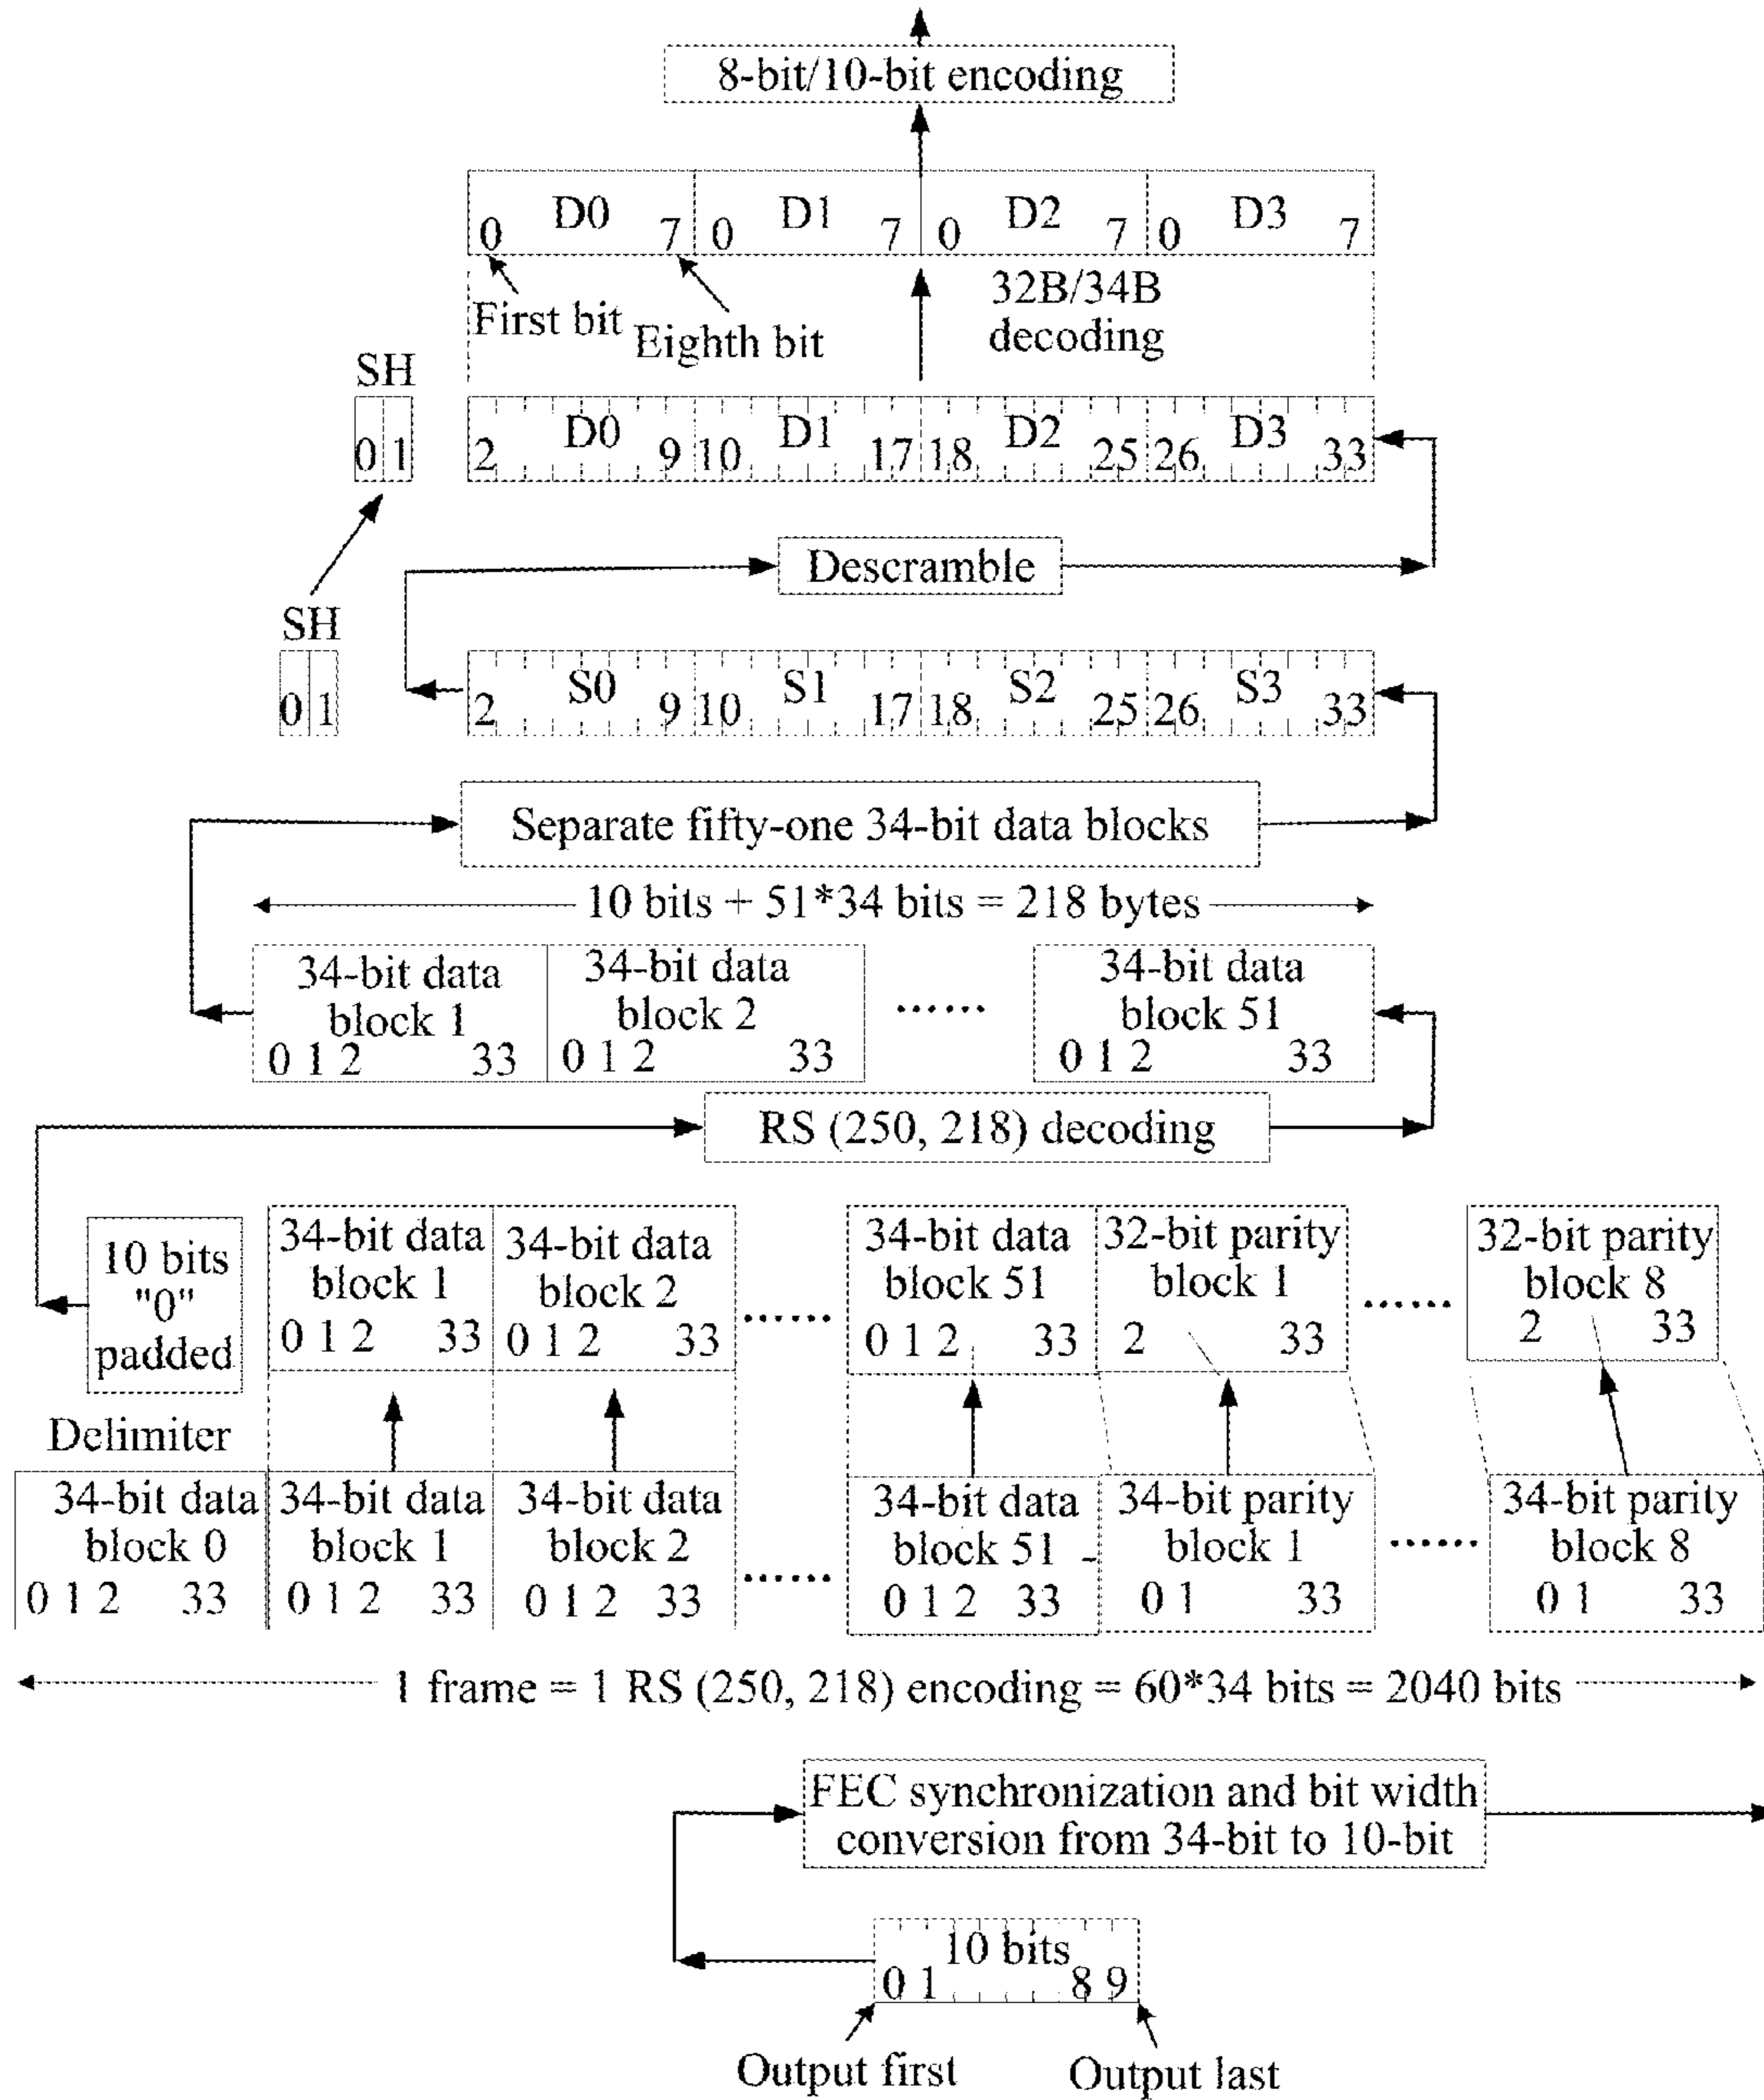 8-bit/10-bit encoding
D0 D1 D2 D3
0 7 0 7 0 7 0 7
First bit
Eighth bit
32B/34B
decoding
SH
0 1
D0 D1 D2 D3
2 9 10 17 18 25 26 33
Descramble
SH
0 1
S0 S1 S2 S3
2 9 10 17 18 25 26 33
Separate fifty-one 34-bit data blocks
10 bits + 51*34 bits = 218 bytes
34-bit data
block 1
0 1 2 33
34-bit data
block 2
0 1 2 33
......
34-bit data
block 51
0 1 2 33
RS (250, 218) decoding
10 bits
"0"
padded
34-bit data
block 1
0 1 2 33
34-bit data
block 2
0 1 2 33
......
34-bit data
block 51
0 1 2 33
32-bit parity
block 1
2 33
......
32-bit parity
block 8
2 33
Delimiter
34-bit data
block 0
0 1 2 33
34-bit data
block 1
0 1 2 33
34-bit data
block 2
0 1 2 33
......
34-bit data
block 51
0 1 2 33
34-bit parity
block 1
0 1 33
......
34-bit parity
block 8
0 1 33
1 frame = 1 RS (250, 218) encoding = 60*34 bits = 2040 bits
FEC synchronization and bit width
conversion from 34-bit to 10-bit
10 bits
0 1 8 9
Output first
Output last